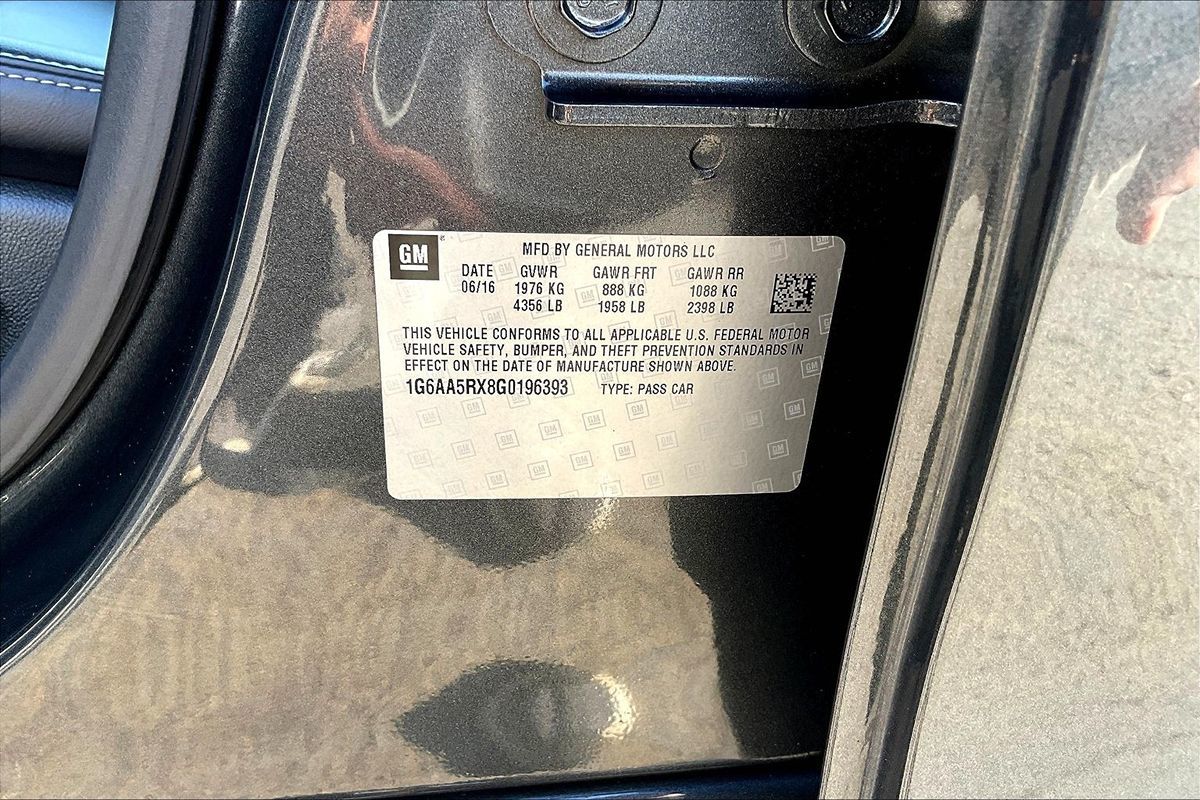 GM
MFD BY GENERAL MOTORS LLC
DATE GVWR GAWR FRT GAWR RR
06/16 1976 KG 888 KG 1088 KG
4356 LB 1958 LB 2398 LB
THIS VEHICLE CONFORMS TO ALL APPLICABLE U.S. FEDERAL MOTOR
VEHICLE SAFETY, BUMPER, AND THEFT PREVENTION STANDARDS IN
EFFECT ON THE DATE OF MANUFACTURE SHOWN ABOVE.
1G6AA5RX8G0196393 TYPE: PASS CAR